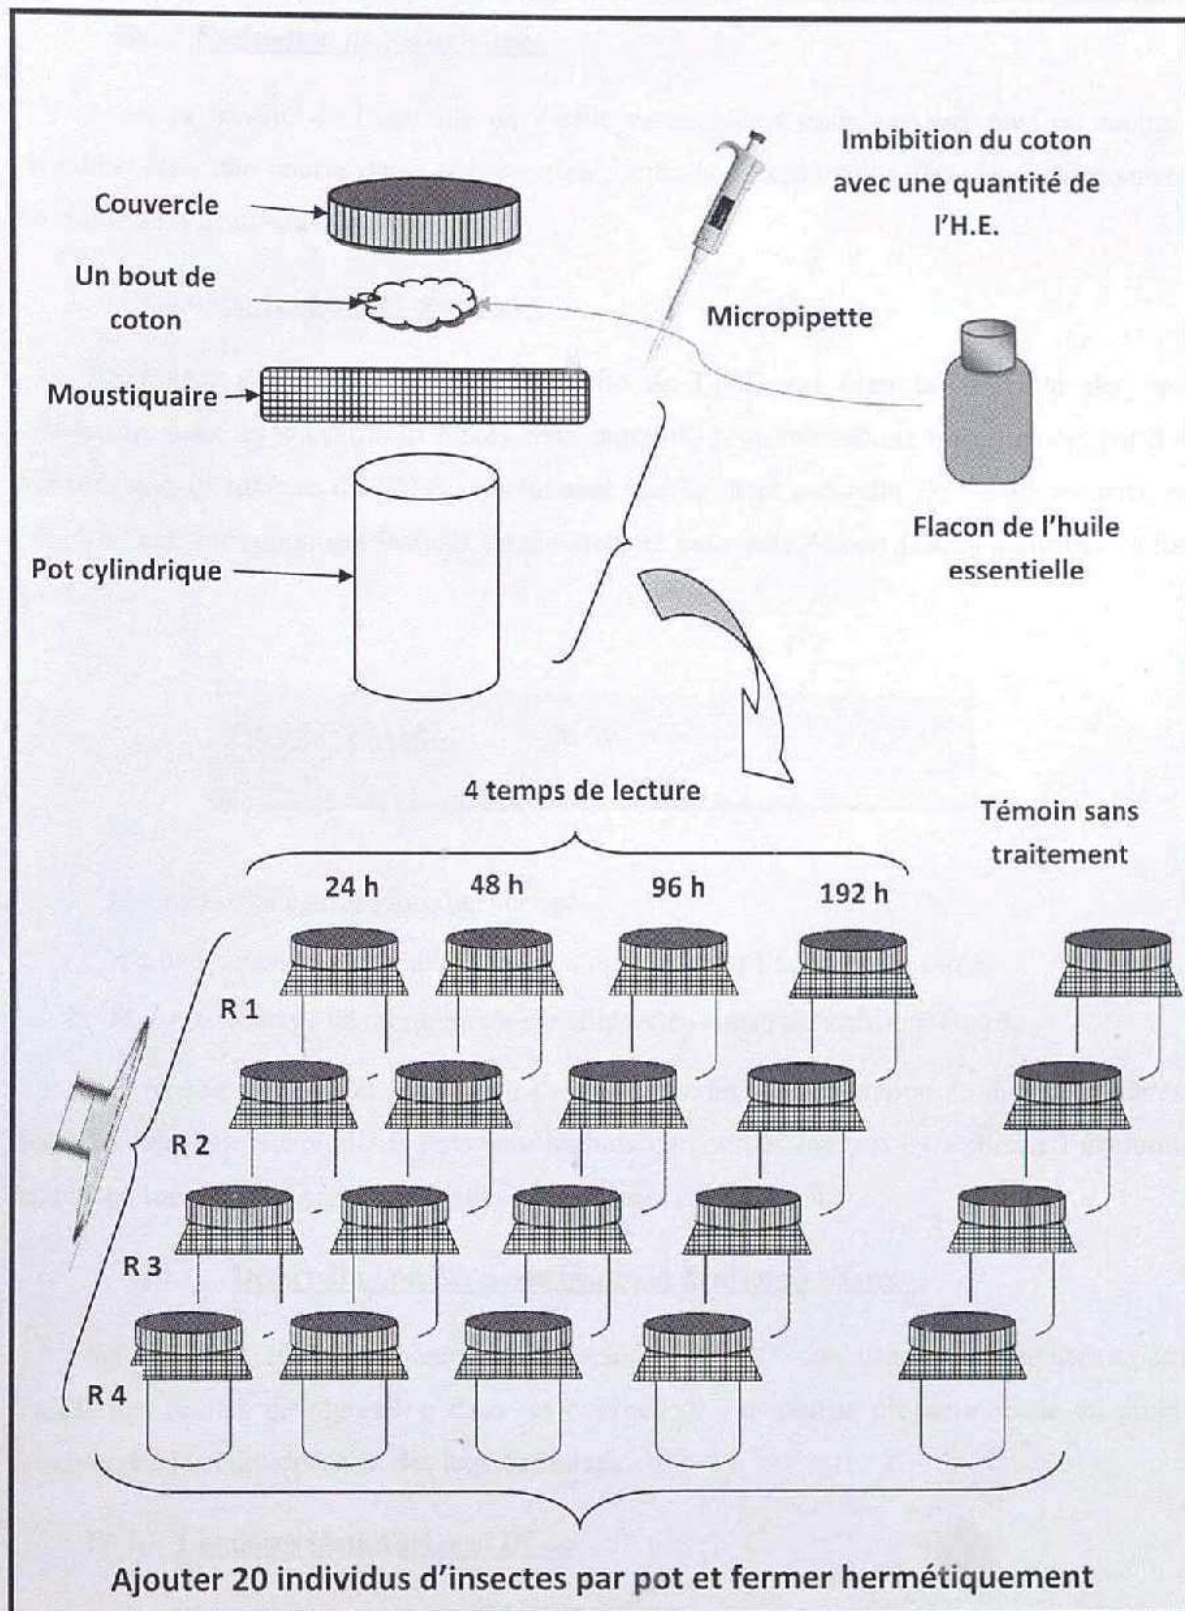 Couvercle
Un bout de
coton
Moustiquaire
Pot cylindrique
Imbibition du coton
avec une quantité de
l'H.E.
Micropipette
Flacon de l'huile
essentielle
4 temps de lecture
Témoin sans
traitement
24 h 48 h 96 h 192 h
R 1
R 2
R 3
R 4
Ajouter 20 individus d'insectes par pot et fermer hermétiquement